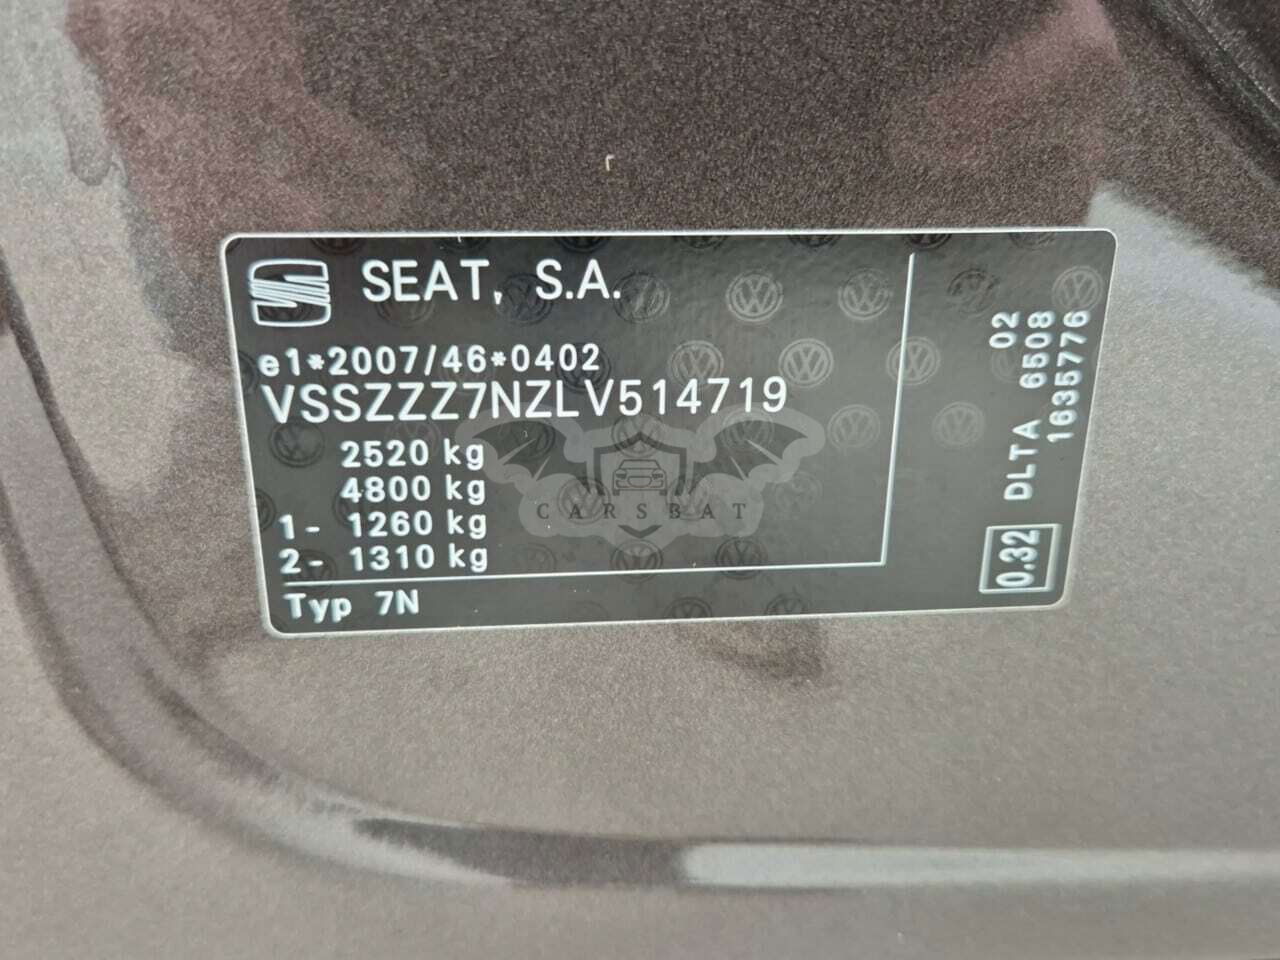 SEAT, S.A.
e1*2007/46*0402
VSSZZZ7NZLV514719
2520 kg
4800 kg
1- 1260 kg
2- 1310 kg
Typ 7N
02
DLTA 6508
1635776
0.32
CARSBAT